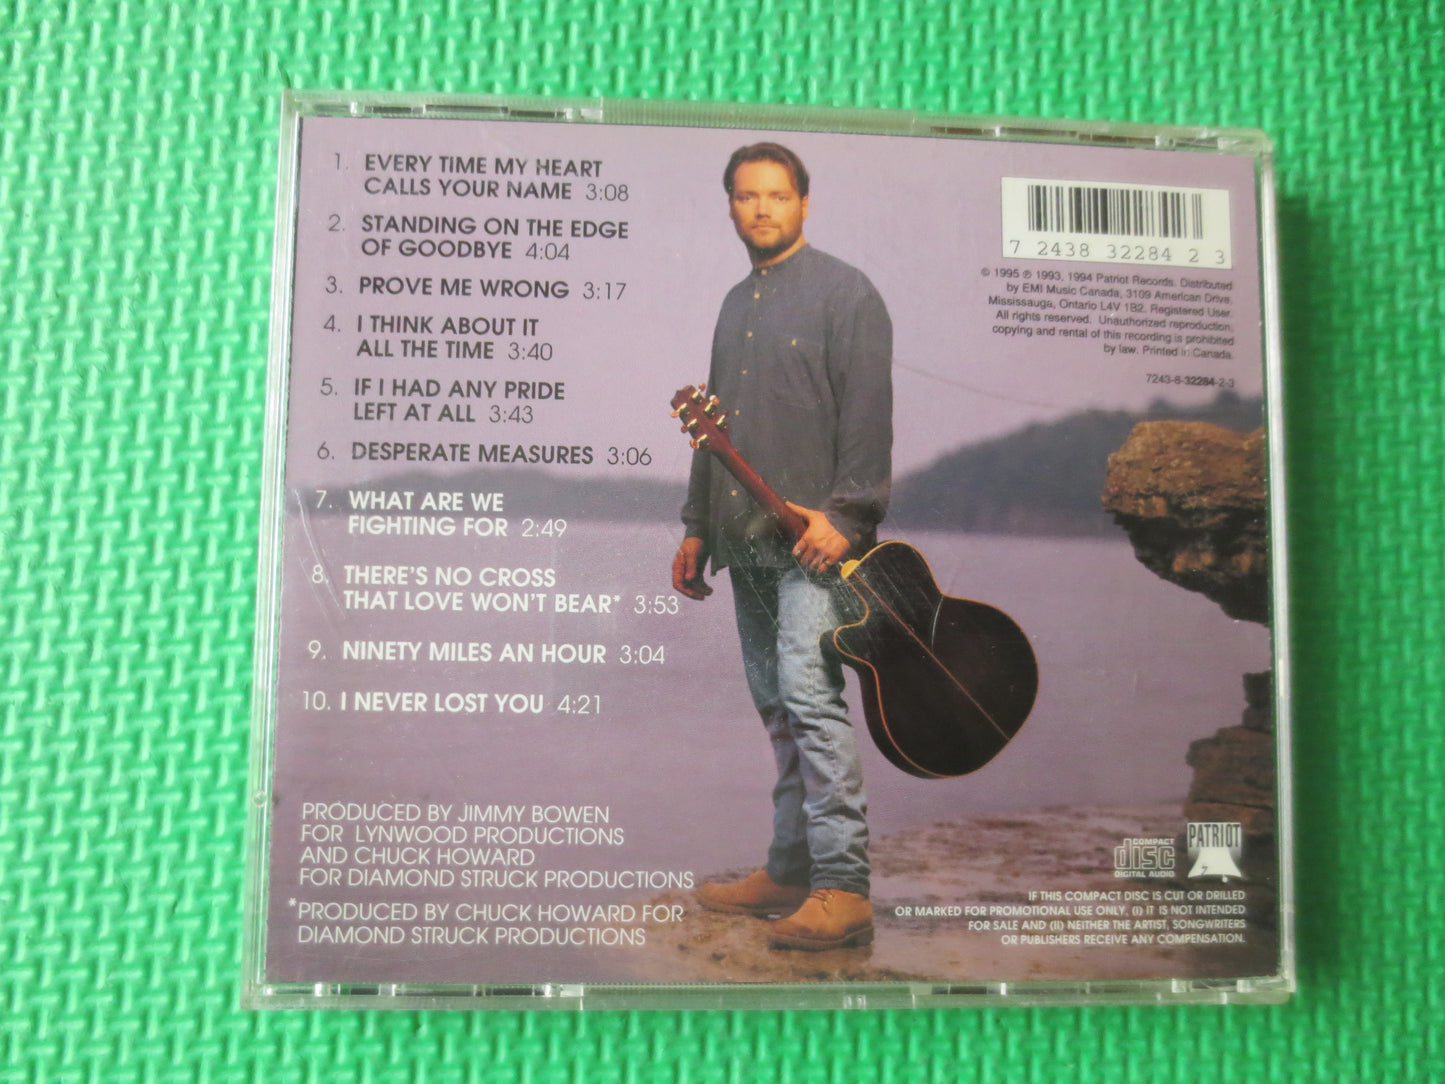 1. EVERY TIME MY HEART
CALLS YOUR NAME 3:08
2. STANDING ON THE EDGE
OF GOODBYE 4:04
3. PROVE ME WRONG 3:17
4. I THINK ABOUT IT
ALL THE TIME 3:40
5. IF I HAD ANY PRIDE
LEFT AT ALL 3:43
6. DESPERATE MEASURES 3:06
7. WHAT ARE WE
FIGHTING FOR 2:49
8. THERE'S NO CROSS
THAT LOVE WON'T BEAR* 3:53
9. NINETY MILES AN HOUR 3:04
10. I NEVER LOST YOU 4:21
PRODUCED BY JIMMY BOWEN
FOR LYNWOOD PRODUCTIONS
AND CHUCK HOWARD
FOR DIAMOND STRUCK PRODUCTIONS
*PRODUCED BY CHUCK HOWARD FOR
DIAMOND STRUCK PRODUCTIONS
7 24383 22842 3
© 1995 ℗ 1993, 1994 Patriot Records. Distributed
by EMI Music Canada, 3109 American Drive,
Mississauga, Ontario L4V 1B2. Registered User.
All rights reserved. Unauthorized reproduction,
copying and rental of this recording is prohibited
by law. Printed in Canada.
7243-8-32284-2-3
COMPACT
disc
DIGITAL AUDIO
PATRIOT
IF THIS COMPACT DISC IS CUT OR DRILLED
OR MARKED FOR PROMOTIONAL USE ONLY, (I) IT IS NOT INTENDED
FOR SALE AND (II) NEITHER THE ARTIST, SONGWRITERS
OR PUBLISHERS RECEIVE ANY COMPENSATION.